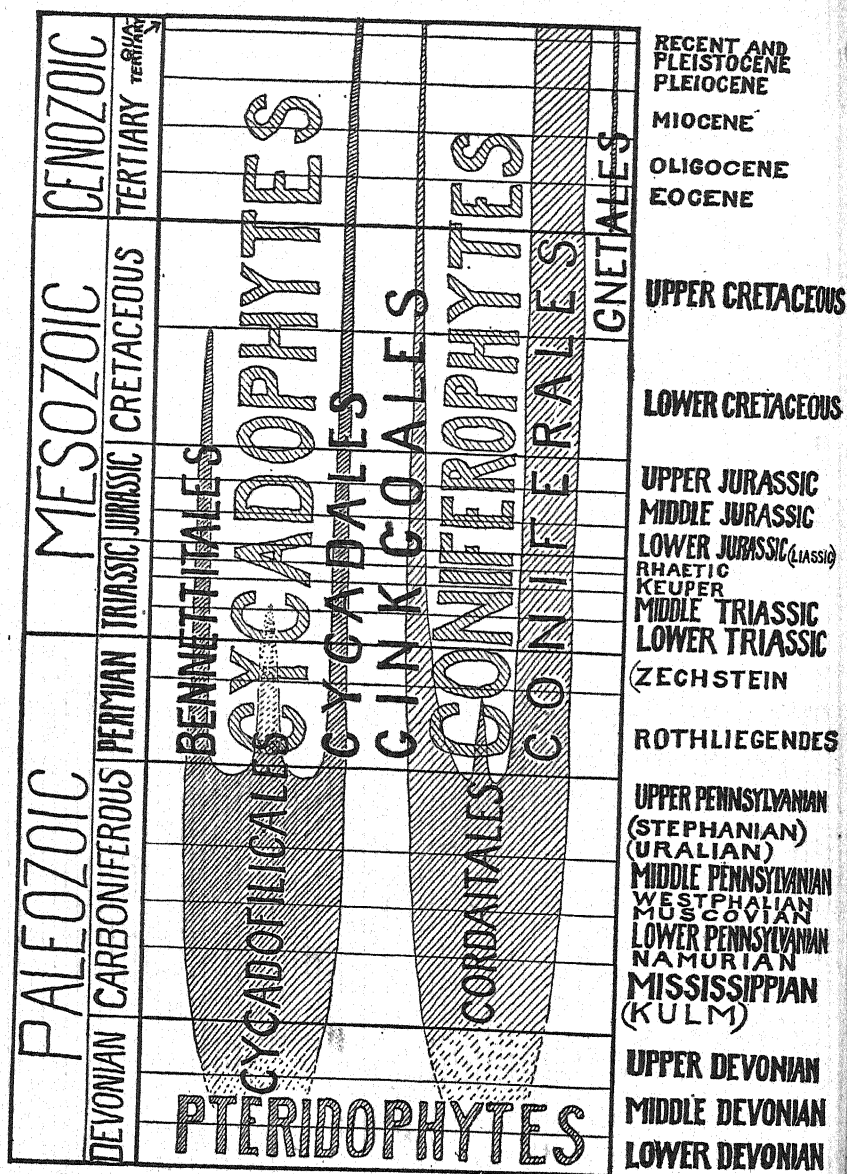 CENOZOIC
MESOZOIC
PALEOZOIC
QUA-
TERTIARY
TERTIARY
CRETACEOUS
JURASSIC
TRIASSIC
PERMIAN
CARBONIFEROUS
DEVONIAN
BENNETTITALES
CYCADOPHYTES
CYCADALES
GINKGOALES
CONIFEROPHYTES
CONIFERALES
GNETALES
CYCADOFILICALES
CORDAITALES
PTERIDOPHYTES
RECENT AND
PLEISTOCENE
PLEIOCENE
MIOCENE
OLIGOCENE
EOCENE
UPPER CRETACEOUS
LOWER CRETACEOUS
UPPER JURASSIC
MIDDLE JURASSIC
LOWER JURASSIC (LIASSIC)
RHAETIC
KEUPER
MIDDLE TRIASSIC
LOWER TRIASSIC
(ZECHSTEIN
ROTHLIEGENDES
UPPER PENNSYLVANIAN
(STEPHANIAN)
(URALIAN)
MIDDLE PENNSYLVANIAN
WESTPHALIAN
MUSCOVIAN
LOWER PENNSYLVANIAN
NAMURIAN
MISSISSIPPIAN
(KULM)
UPPER DEVONIAN
MIDDLE DEVONIAN
LOWER DEVONIAN